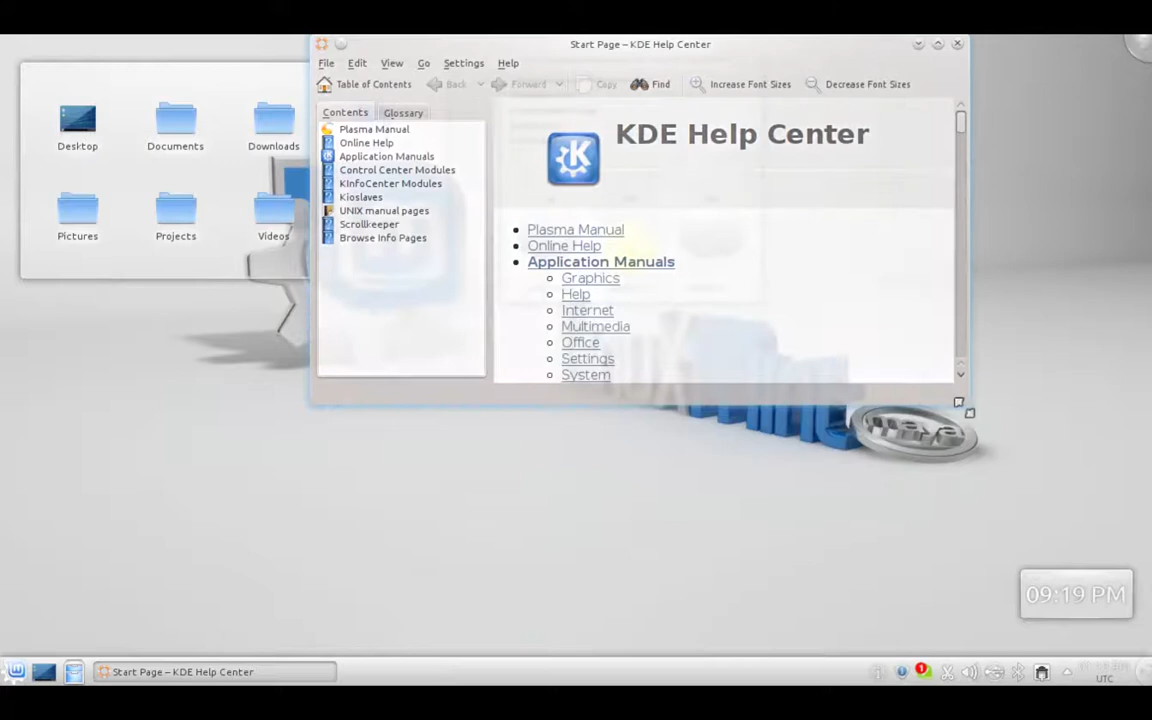 Start Page – KDE Help Center
File Edit View Go Settings Help
Table of Contents Back Forward Copy Find Increase Font Sizes Decrease Font Sizes
Contents Glossary
Plasma Manual
Online Help
Application Manuals
Control Center Modules
KInfoCenter Modules
Kioslaves
UNIX manual pages
Scrollkeeper
Browse Info Pages
KDE Help Center
Plasma Manual
Online Help
Application Manuals
Graphics
Help
Internet
Multimedia
Office
Settings
System
Desktop Documents Downloads
Pictures Projects Videos
maya
09:19 PM
Start Page – KDE Help Center
1
UTC